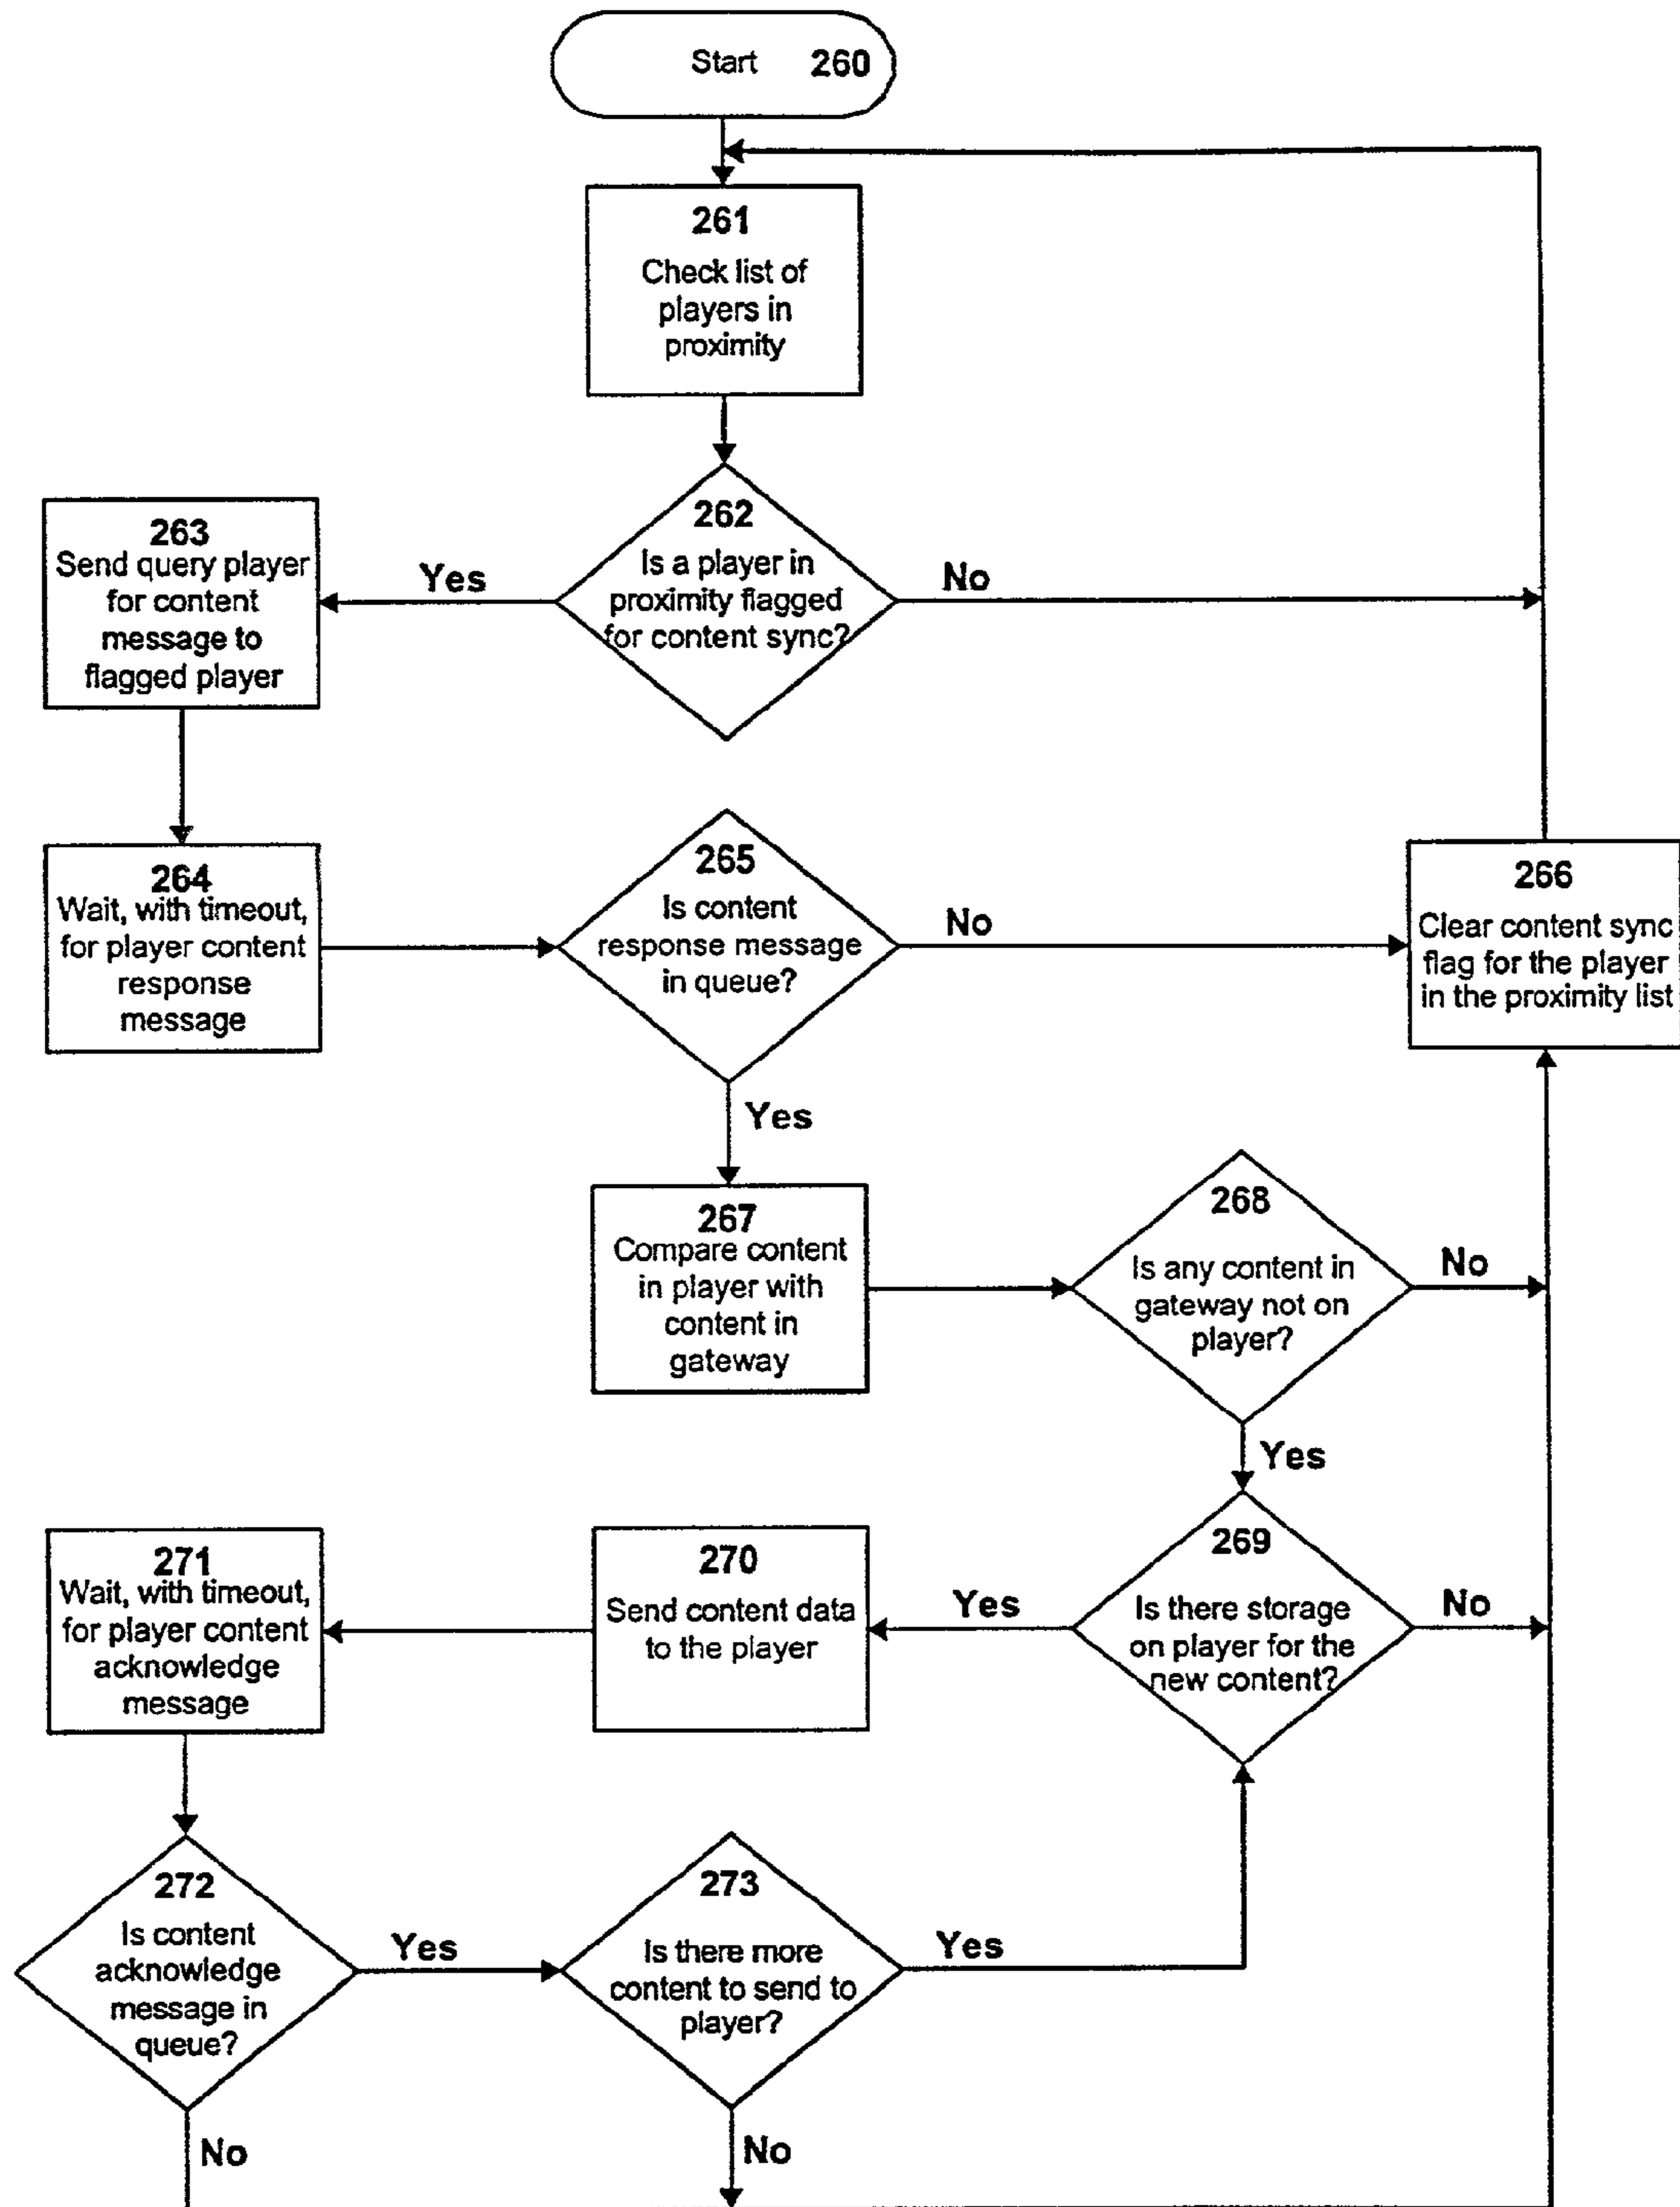 Start 260
261
Check list of
players in
proximity
262
Is a player in
proximity flagged
for content sync?
Yes
No
263
Send query player
for content
message to
flagged player
264
Wait, with timeout,
for player content
response
message
265
Is content
response message
in queue?
No
Yes
266
Clear content sync
flag for the player
in the proximity list
267
Compare content
in player with
content in
gateway
268
Is any content in
gateway not on
player?
No
Yes
269
Is there storage
on player for the
new content?
No
Yes
270
Send content data
to the player
271
Wait, with timeout,
for player content
acknowledge
message
272
Is content
acknowledge
message in
queue?
Yes
No
273
Is there more
content to send to
player?
Yes
No